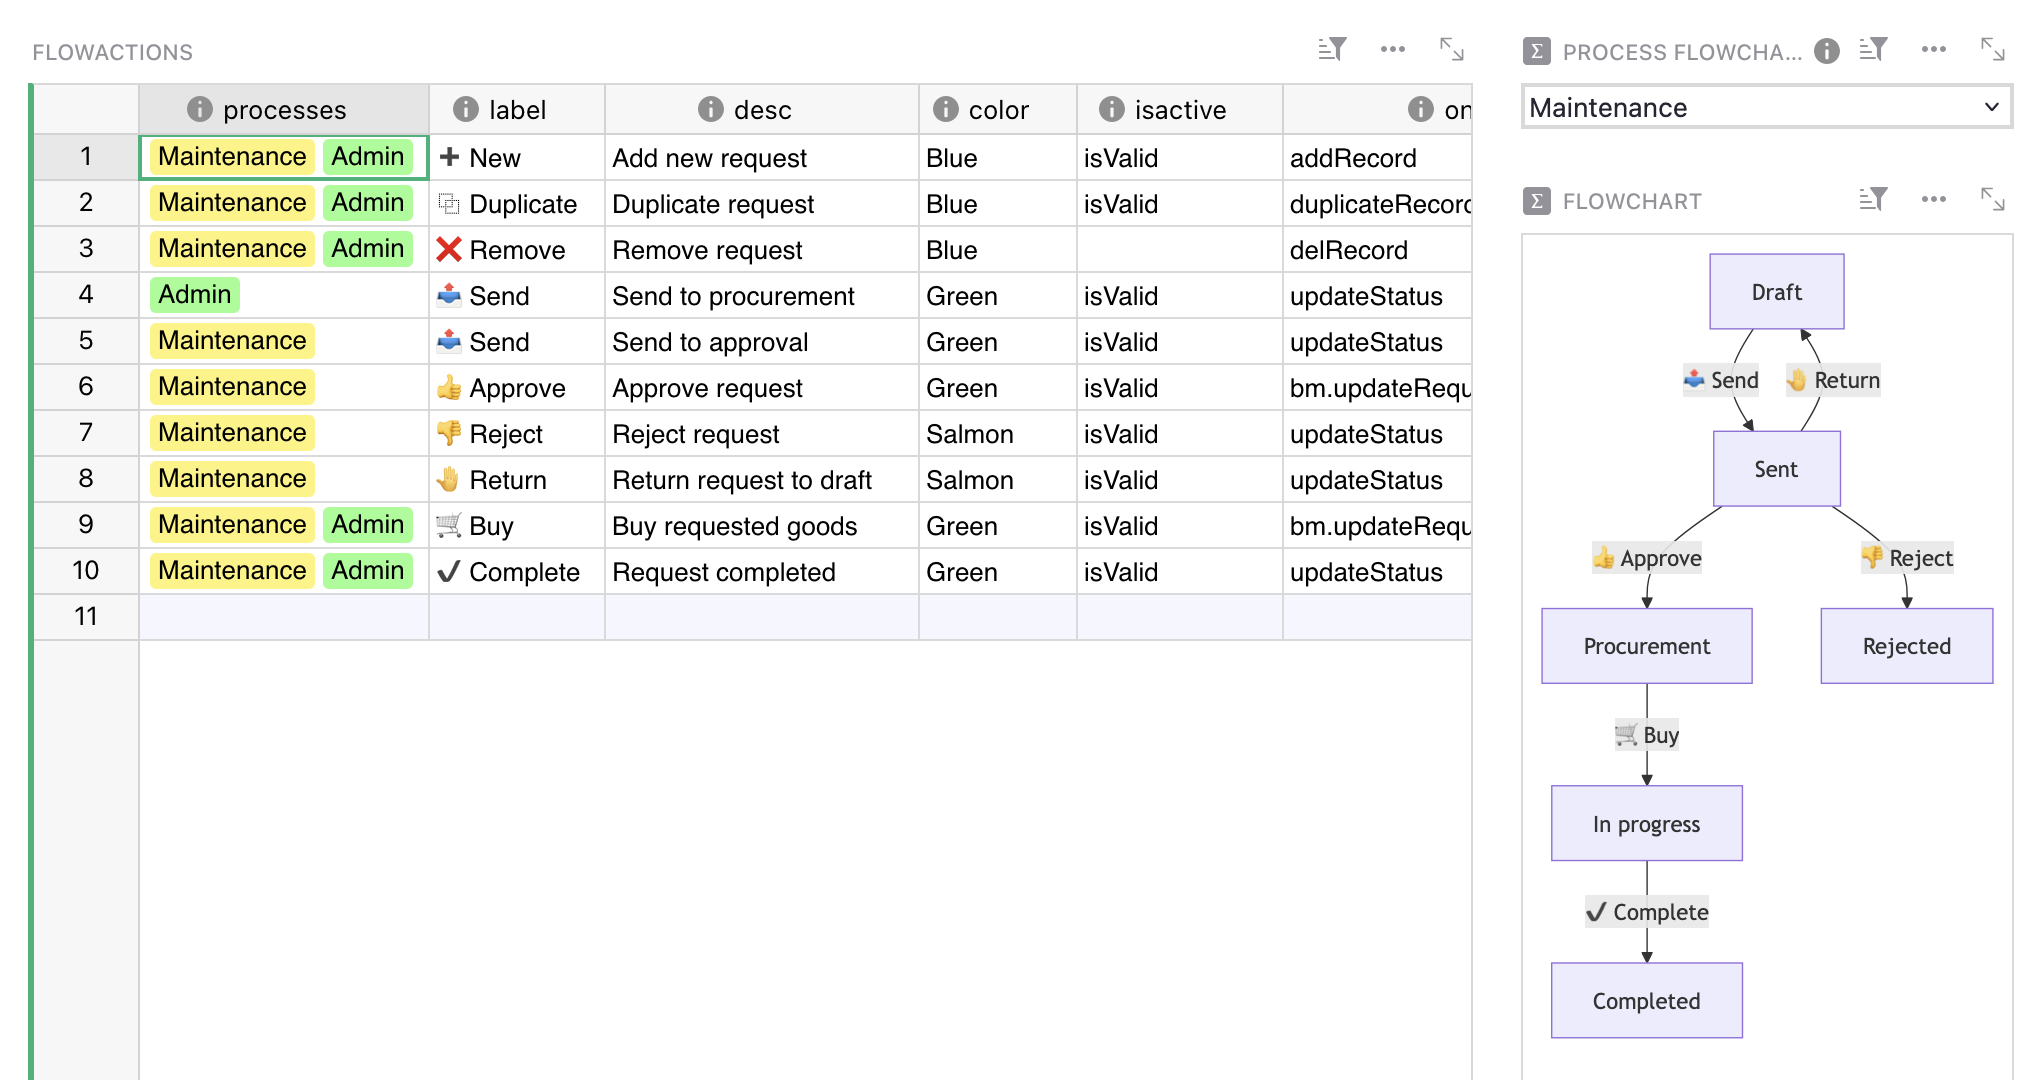 FLOWACTIONS
processes label desc color isactive on
1 Maintenance Admin ➕ New Add new request Blue isValid addRecord
2 Maintenance Admin Duplicate Duplicate request Blue isValid duplicateRecord
3 Maintenance Admin ❌ Remove Remove request Blue delRecord
4 Admin 📤 Send Send to procurement Green isValid updateStatus
5 Maintenance 📤 Send Send to approval Green isValid updateStatus
6 Maintenance 👍 Approve Approve request Green isValid bm.updateRequ
7 Maintenance 👎 Reject Reject request Salmon isValid updateStatus
8 Maintenance 🤚 Return Return request to draft Salmon isValid updateStatus
9 Maintenance Admin 🛒 Buy Buy requested goods Green isValid bm.updateRequ
10 Maintenance Admin ✔ Complete Request completed Green isValid updateStatus
11
Σ PROCESS FLOWCHA...
Maintenance
Σ FLOWCHART
Draft
📤 Send 🤚 Return
Sent
👍 Approve 👎 Reject
Procurement Rejected
🛒 Buy
In progress
✔ Complete
Completed